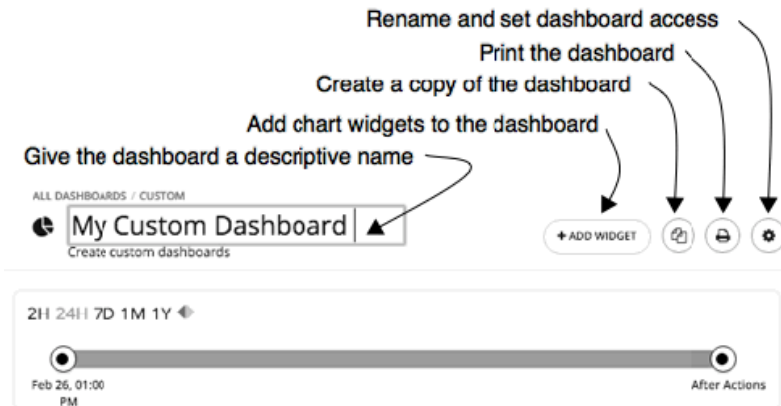 Rename and set dashboard access
Print the dashboard
Create a copy of the dashboard
Add chart widgets to the dashboard
Give the dashboard a descriptive name
ALL DASHBOARDS / CUSTOM
My Custom Dashboard
+ ADD WIDGET
Create custom dashboards
2H 24H 7D 1M 1Y
Feb 26, 01:00
PM
After Actions